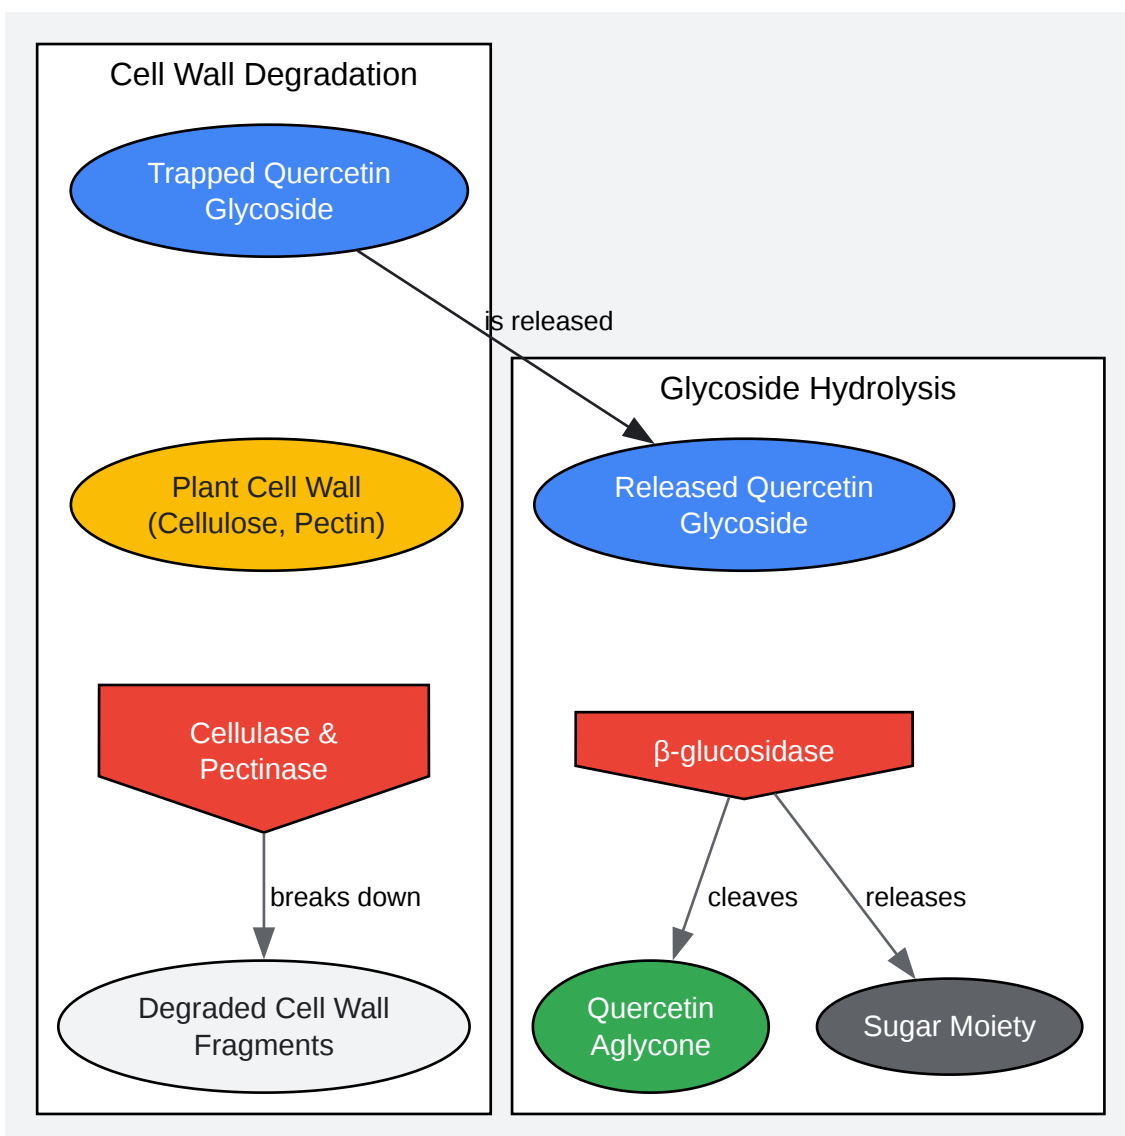 Cell Wall Degradation
Trapped Quercetin
Glycoside
is released
Glycoside Hydrolysis
Plant Cell Wall
(Cellulose, Pectin)
Released Quercetin
Glycoside
Cellulase &
Pectinase
β-glucosidase
breaks down
cleaves
releases
Degraded Cell Wall
Fragments
Quercetin
Aglycone
Sugar Moiety